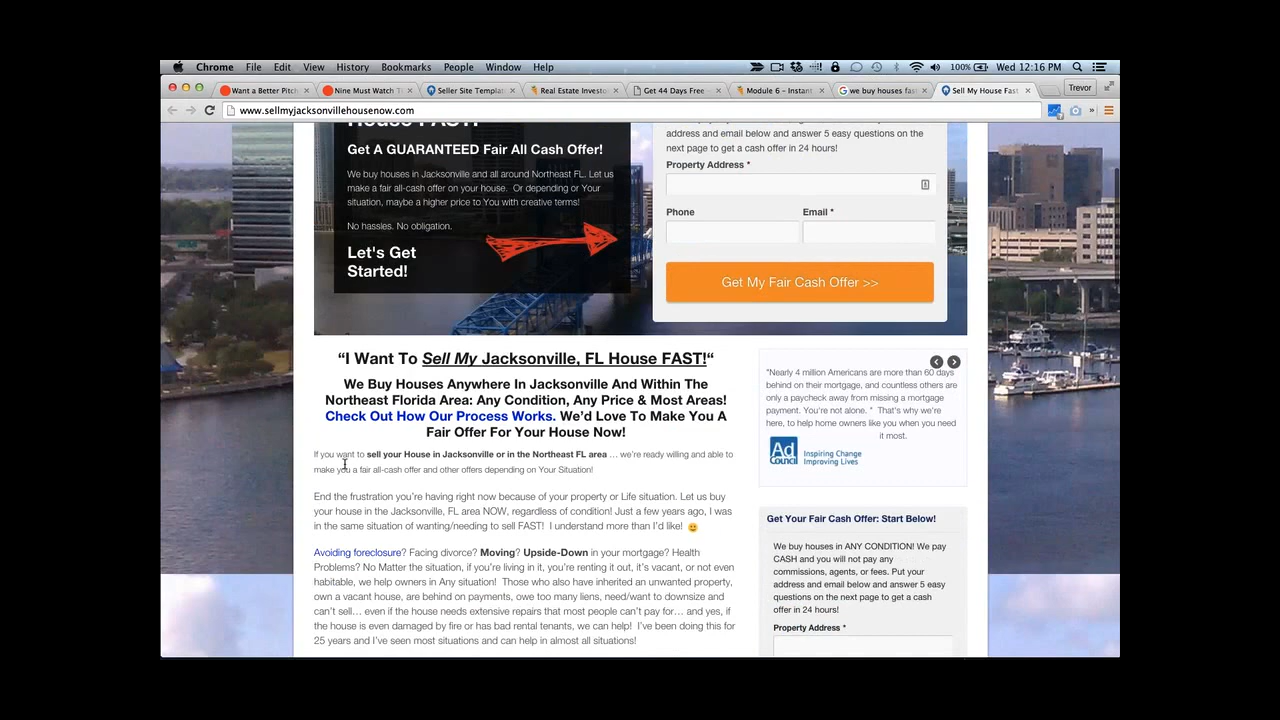 Chrome File Edit View History Bookmarks People Window Help 100% Wed 12:16 PM
Want a Better Pitch Nine Must Watch T Seller Site Templat Real Estate Investo Get 44 Days Free Module 6 – Instant we buy houses fas Sell My House Fast Trevor
www.sellmyjacksonvillehousenow.com
House FAST!
Get A GUARANTEED Fair All Cash Offer!
We buy houses in Jacksonville and all around Northeast FL. Let us
make a fair all-cash offer on your house. Or depending or Your
situation, maybe a higher price to You with creative terms!
No hassles. No obligation.
Let's Get
Started!
address and email below and answer 5 easy questions on the
next page to get a cash offer in 24 hours!
Property Address *
Phone Email *
Get My Fair Cash Offer >>
“I Want To Sell My Jacksonville, FL House FAST!“
We Buy Houses Anywhere In Jacksonville And Within The
Northeast Florida Area: Any Condition, Any Price & Most Areas!
Check Out How Our Process Works. We’d Love To Make You A
Fair Offer For Your House Now!
If you want to sell your House in Jacksonville or in the Northeast FL area … we’re ready willing and able to
make you a fair all-cash offer and other offers depending on Your Situation!
End the frustration you’re having right now because of your property or Life situation. Let us buy
your house in the Jacksonville, FL area NOW, regardless of condition! Just a few years ago, I was
in the same situation of wanting/needing to sell FAST! I understand more than I’d like!
Avoiding foreclosure? Facing divorce? Moving? Upside-Down in your mortgage? Health
Problems? No Matter the situation, if you’re living in it, you’re renting it out, it’s vacant, or not even
habitable, we help owners in Any situation! Those who also have inherited an unwanted property,
own a vacant house, are behind on payments, owe too many liens, need/want to downsize and
can’t sell… even if the house needs extensive repairs that most people can’t pay for… and yes, if
the house is even damaged by fire or has bad rental tenants, we can help! I’ve been doing this for
25 years and I’ve seen most situations and can help in almost all situations!
"Nearly 4 million Americans are more than 60 days
behind on their mortgage, and countless others are
only a paycheck away from missing a mortgage
payment. You're not alone. " That's why we're
here, to help home owners like you when you need
it most.
Ad
Council
Inspiring Change
Improving Lives
Get Your Fair Cash Offer: Start Below!
We buy houses in ANY CONDITION! We pay
CASH and you will not pay any
commissions, agents, or fees. Put your
address and email below and answer 5 easy
questions on the next page to get a cash
offer in 24 hours!
Property Address *